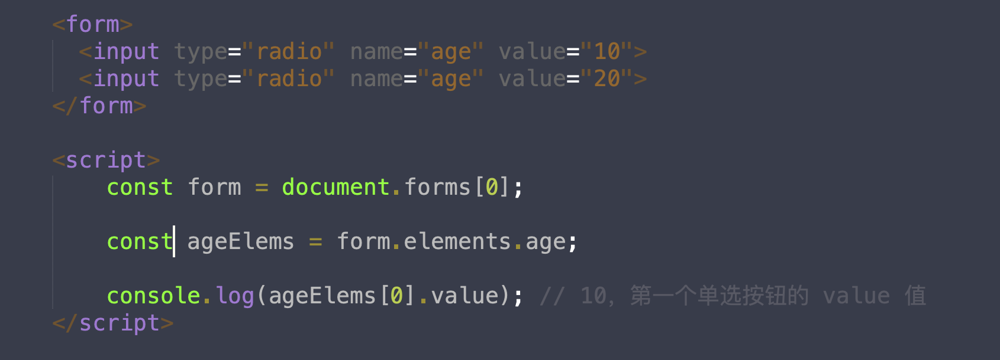 <form>
<input type="radio" name="age" value="10">
<input type="radio" name="age" value="20">
</form>
<script>
const form = document.forms[0];
const ageElems = form.elements.age;
console.log(ageElems[0].value); // 10, 第一个单选按钮的 value 值
</script>